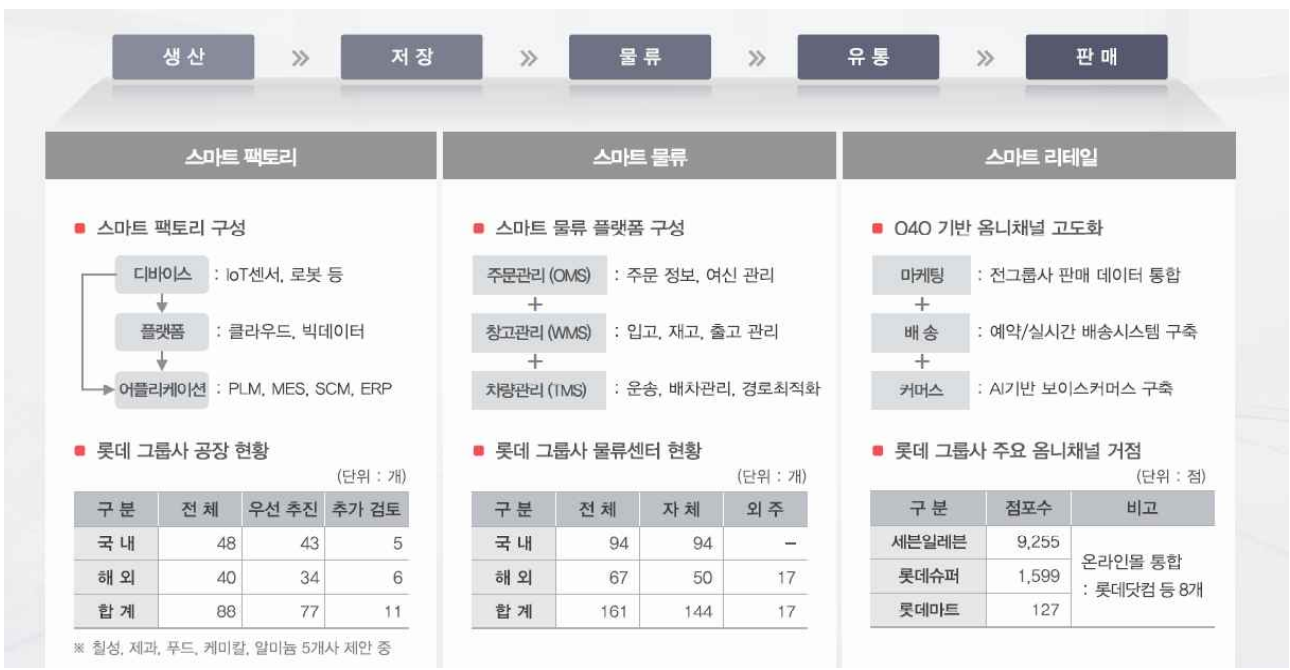 생 산 » 저 장 » 물 류 » 유 통 » 판 매
스마트 팩토리
■ 스마트 팩토리 구성
디바이스 : IoT센서, 로봇 등
플랫폼 : 클라우드, 빅데이터
어플리케이션 : PLM, MES, SCM, ERP
■ 롯데 그룹사 공장 현황
(단위 : 개)
구 분 전 체 우선 추진 추가 검토
국 내 48 43 5
해 외 40 34 6
합 계 88 77 11
※ 칠성, 제과, 푸드, 케미칼, 알미늄 5개사 제안 중
스마트 물류
■ 스마트 물류 플랫폼 구성
주문관리 (OMS) : 주문 정보, 여신 관리
+
창고관리 (WMS) : 입고, 재고, 출고 관리
+
차량관리 (TMS) : 운송, 배차관리, 경로최적화
■ 롯데 그룹사 물류센터 현황
(단위 : 개)
구 분 전 체 자 체 외 주
국 내 94 94 –
해 외 67 50 17
합 계 161 144 17
스마트 리테일
■ O4O 기반 옴니채널 고도화
마케팅 : 전그룹사 판매 데이터 통합
+
배 송 : 예약/실시간 배송시스템 구축
+
커머스 : AI기반 보이스커머스 구축
■ 롯데 그룹사 주요 옴니채널 거점
(단위 : 점)
구 분 점포수 비고
세븐일레븐 9,255
롯데슈퍼 1,599
롯데마트 127
온라인몰 통합
: 롯데닷컴 등 8개